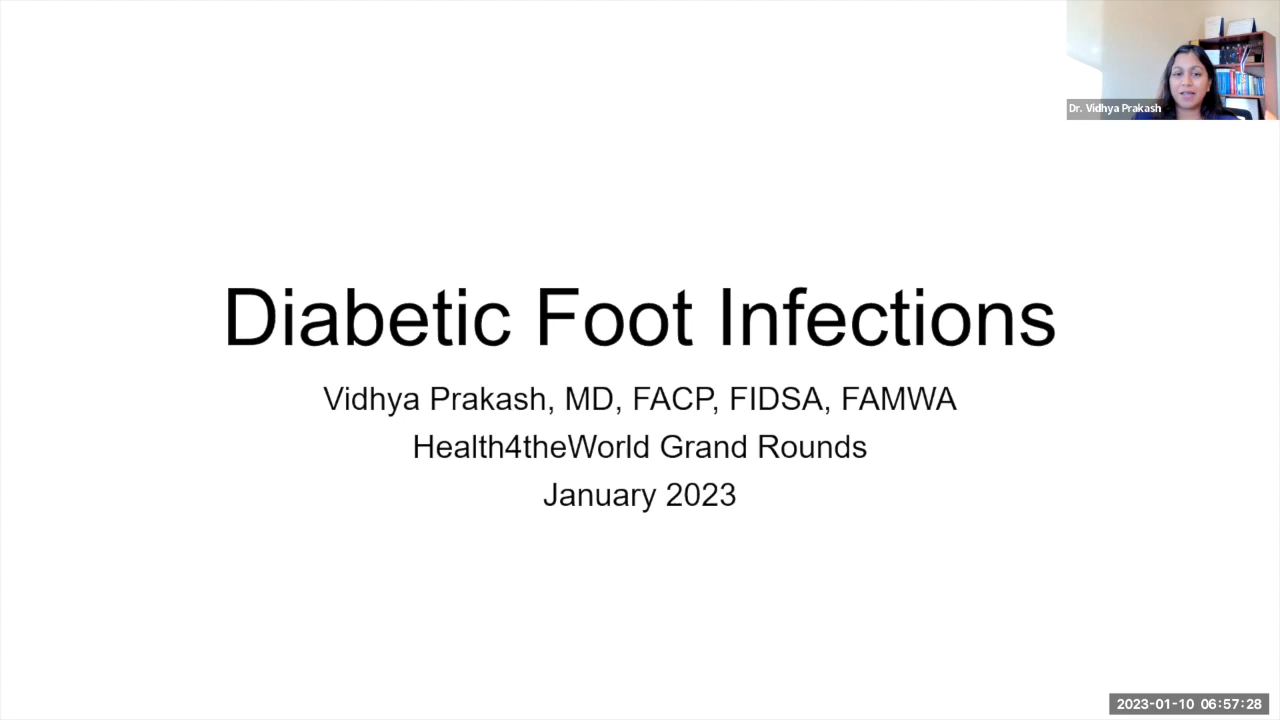 Dr. Vidhya Prakash
Diabetic Foot Infections
Vidhya Prakash, MD, FACP, FIDSA, FAMWA
Health4theWorld Grand Rounds
January 2023
2023-01-10 06:57:28